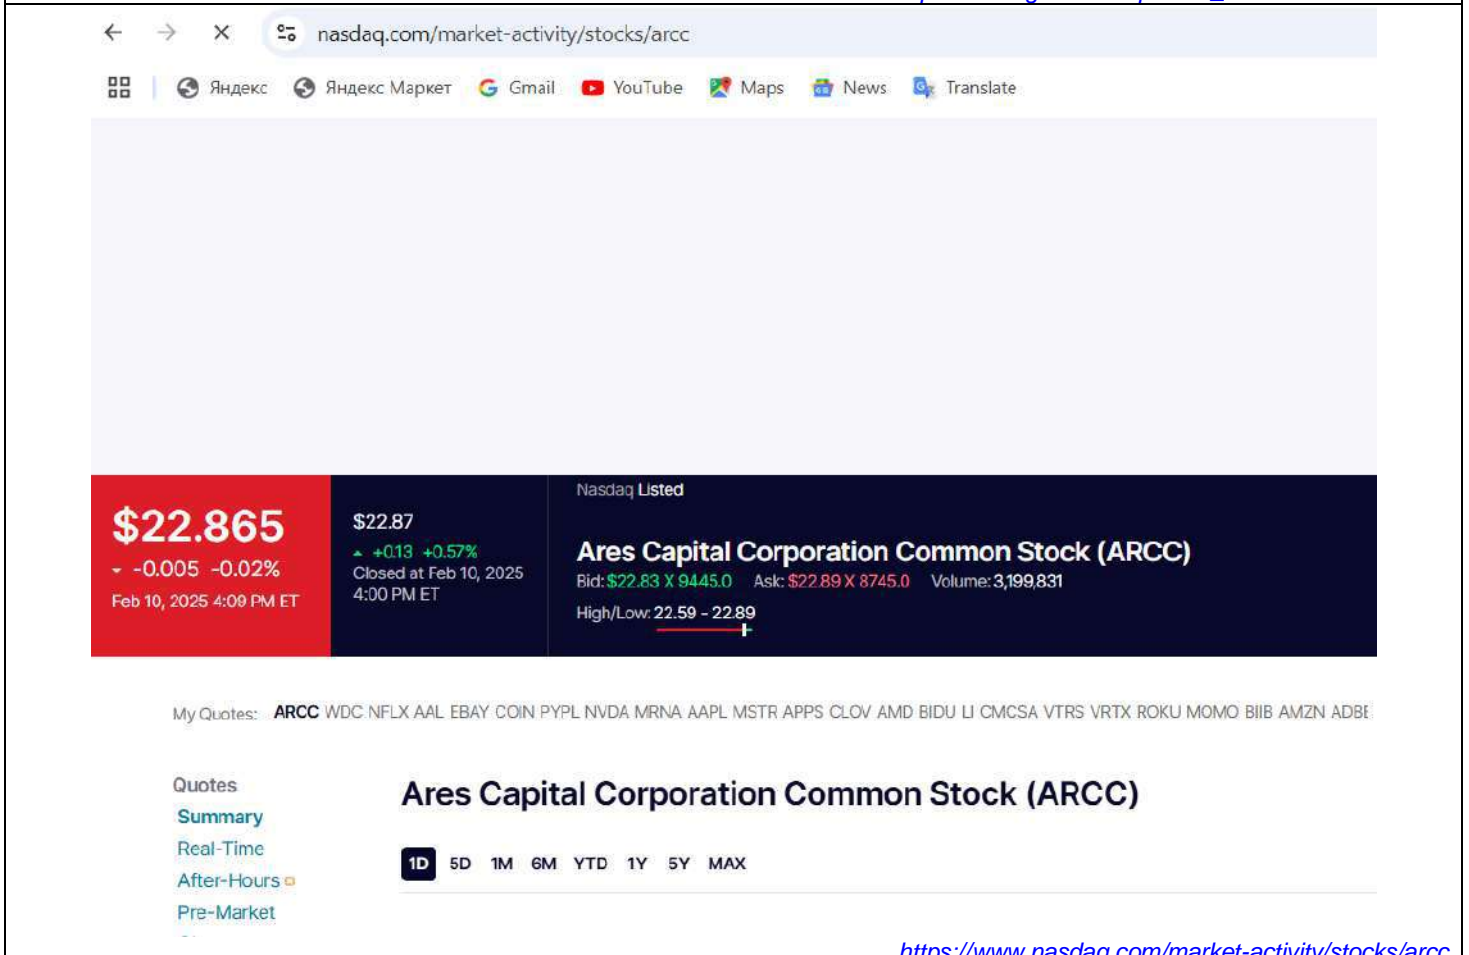 nasdaq.com/market-activity/stocks/arcc
Яндекс Яндекс Маркет Gmail YouTube Maps News Translate
Nasdaq Listed
$22.865
-0.005 -0.02%
Feb 10, 2025 4:09 PM ET
$22.87
+0.13 +0.57%
Closed at Feb 10, 2025
4:00 PM ET
Ares Capital Corporation Common Stock (ARCC)
Bid: $22.83 X 9445.0 Ask: $22.89 X 8745.0 Volume: 3,199,831
High/Low: 22.59 - 22.89
My Quotes: ARCC WDC NFLX AAL EBAY COIN PYPL NVDA MRNA AAPL MSTR APPS CLOV AMD BIDU LI CMCSA VTRS VRTX ROKU MOMO BIIB AMZN ADBE
Quotes
Summary
Real-Time
After-Hours
Pre-Market
Ares Capital Corporation Common Stock (ARCC)
1D 5D 1M 6M YTD 1Y 5Y MAX
https://www.nasdaq.com/market-activity/stocks/arcc